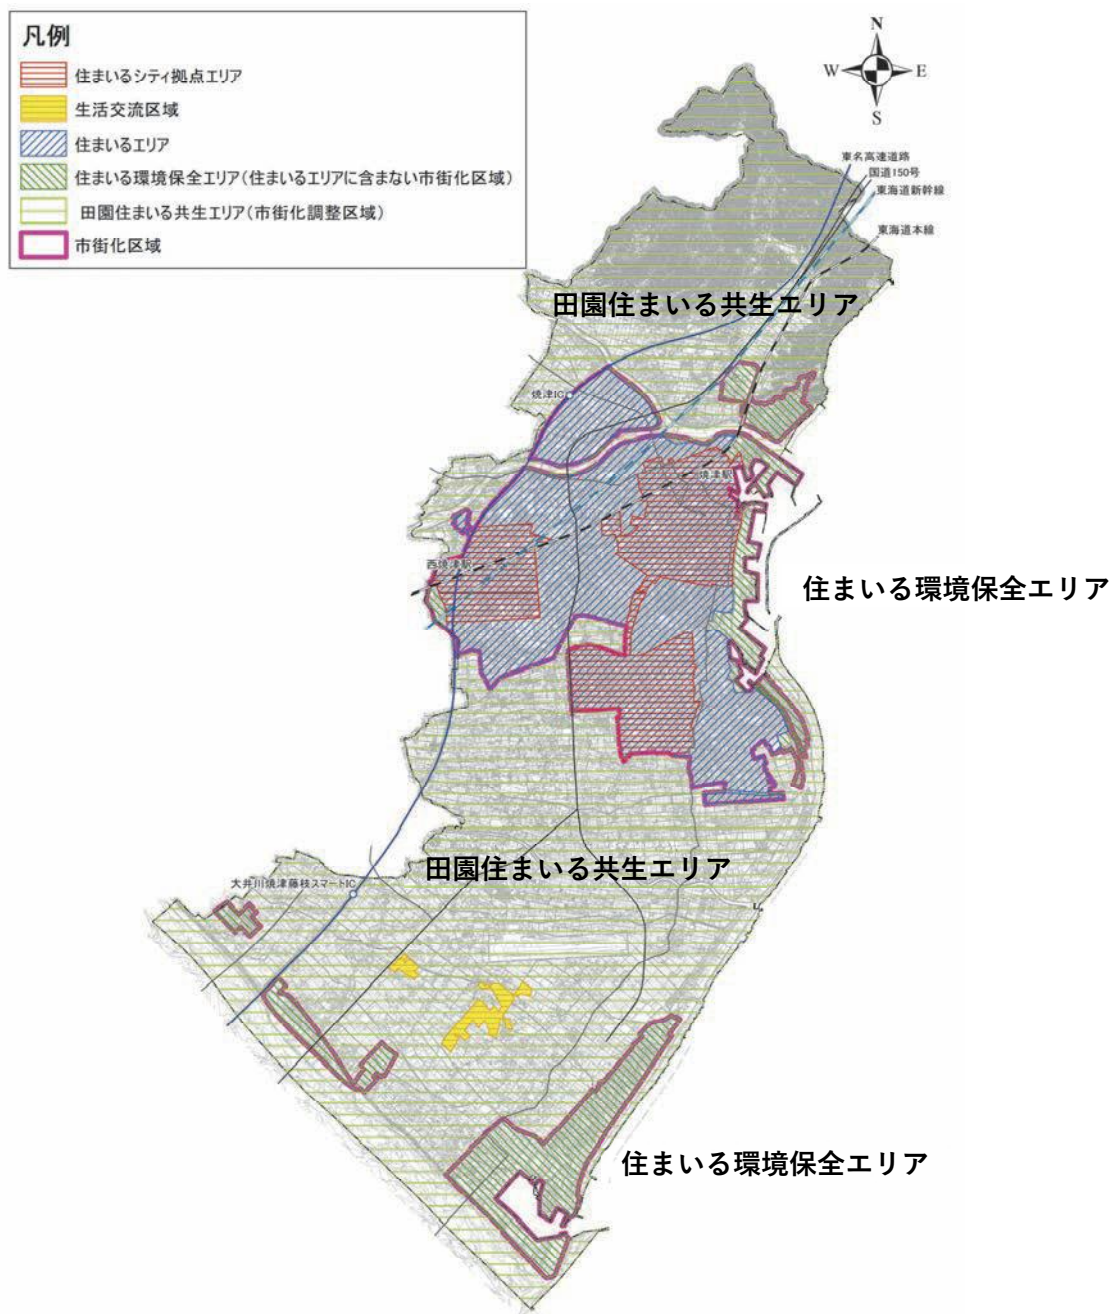 凡例
住まいるシティ拠点エリア
生活交流区域
住まいるエリア
住まいる環境保全エリア(住まいるエリアに含まない市街化区域)
田園住まいる共生エリア(市街化調整区域)
市街化区域
N
W
E
S
東名高速道路
国道150号
東海道新幹線
東海道本線
田園住まいる共生エリア
焼津IC
焼津駅
西焼津駅
住まいる環境保全エリア
田園住まいる共生エリア
大井川焼津藤枝スマートIC
住まいる環境保全エリア